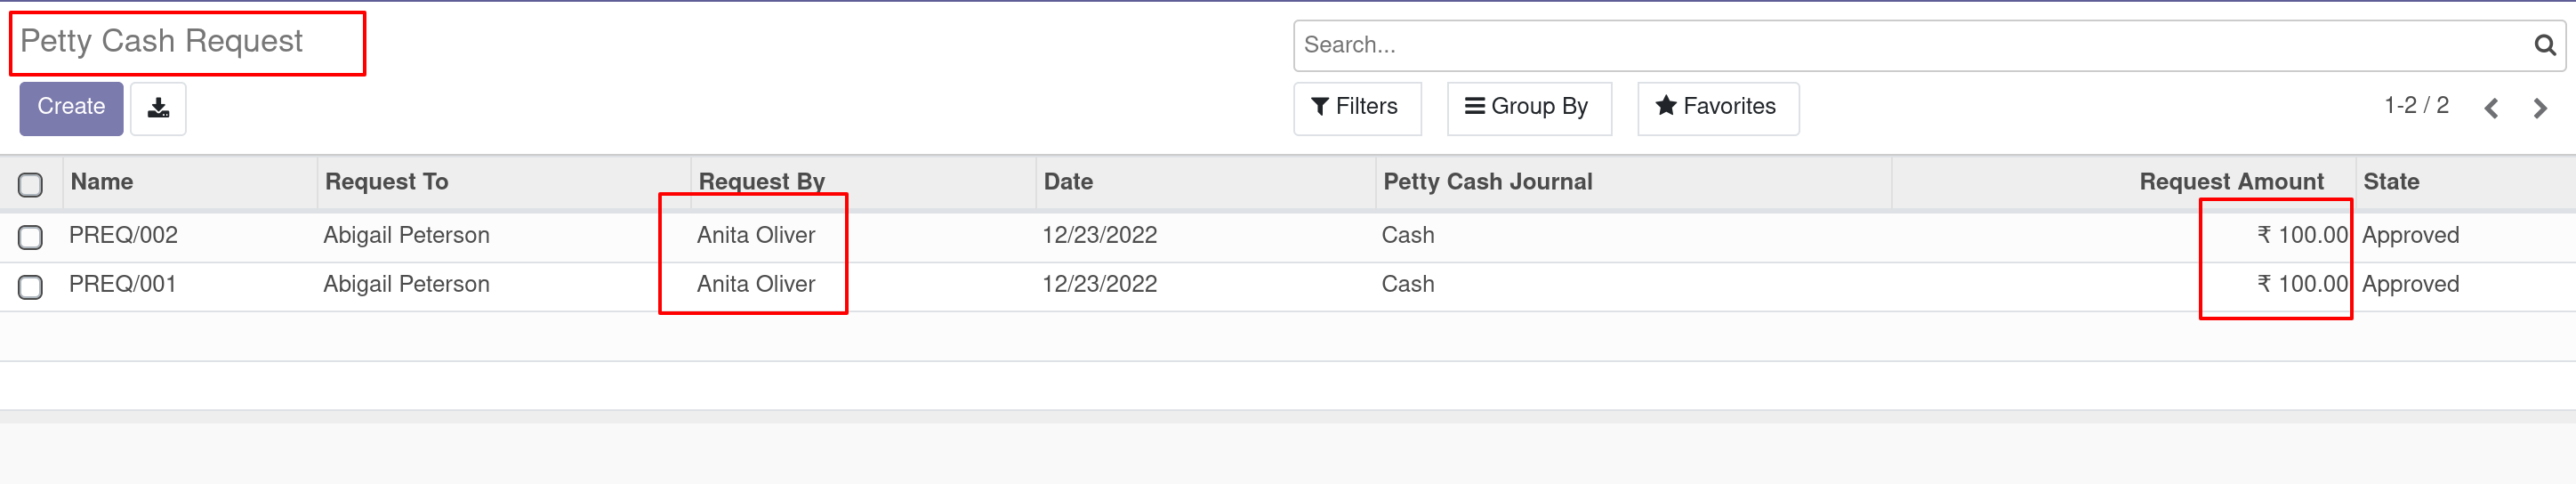 Petty Cash Request
Search...
Create
Filters Group By Favorites 1-2 / 2
Name Request To Request By Date Petty Cash Journal Request Amount State
PREQ/002 Abigail Peterson Anita Oliver 12/23/2022 Cash ₹ 100.00 Approved
PREQ/001 Abigail Peterson Anita Oliver 12/23/2022 Cash ₹ 100.00 Approved